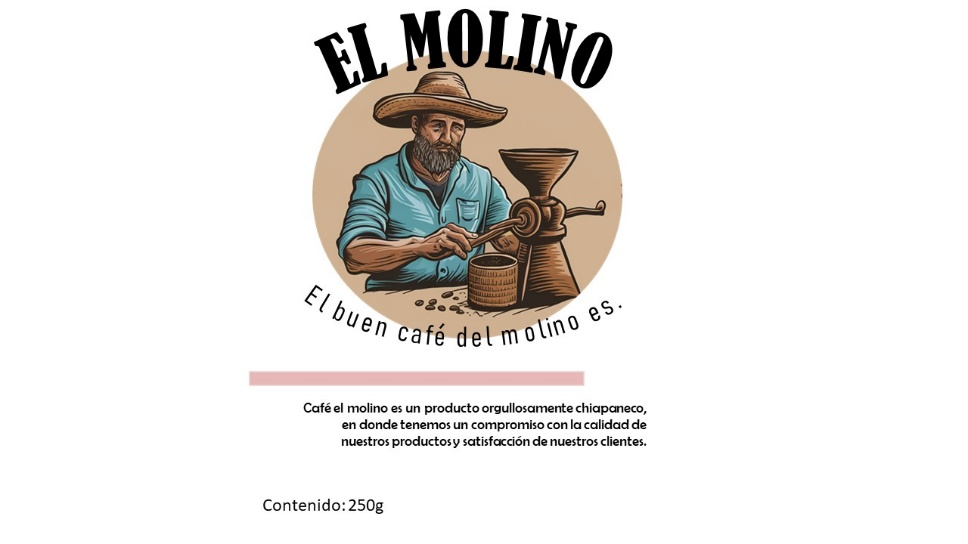 EL MOLINO
El buen café del molino es.
Café el molino es un producto orgullosamente chiapaneco,
en donde tenemos un compromiso con la calidad de
nuestros productos y satisfacción de nuestros clientes.
Contenido: 250g